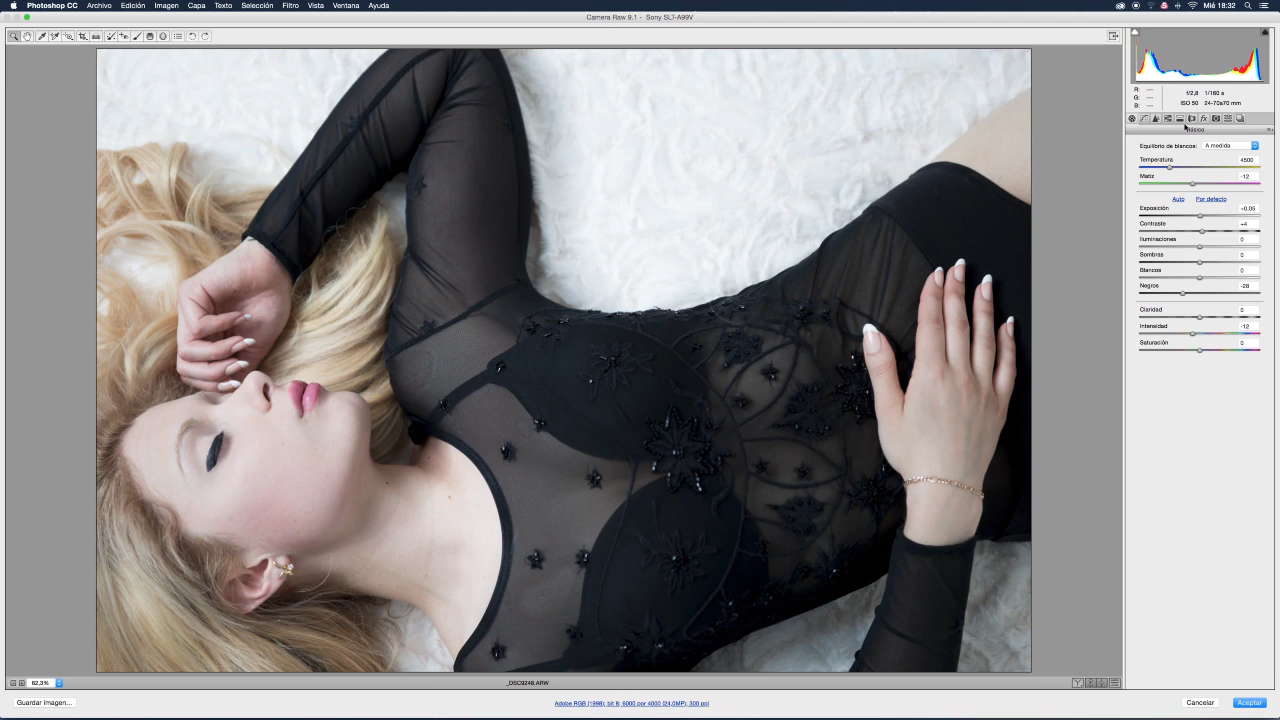 Photoshop CC Archivo Edición Imagen Capa Texto Selección Filtro Vista Ventana Ayuda Mié 18:32
Camera Raw 9.1 - Sony SLT-A99V
R: ---
G: ---
B: ---
f/2,8 1/160 s
ISO 50 24-70a70 mm
Básico
Equilibrio de blancos: A medida
Temperatura 4500
Matiz -12
Auto Por defecto
Exposición +0,05
Contraste +4
Iluminaciones 0
Sombras 0
Blancos 0
Negros -28
Claridad 0
Intensidad -12
Saturación 0
62,3% _DSC9248.ARW
Guardar imagen... Adobe RGB (1998); bit 8; 6000 por 4000 (24,0MP); 300 ppi Cancelar Aceptar